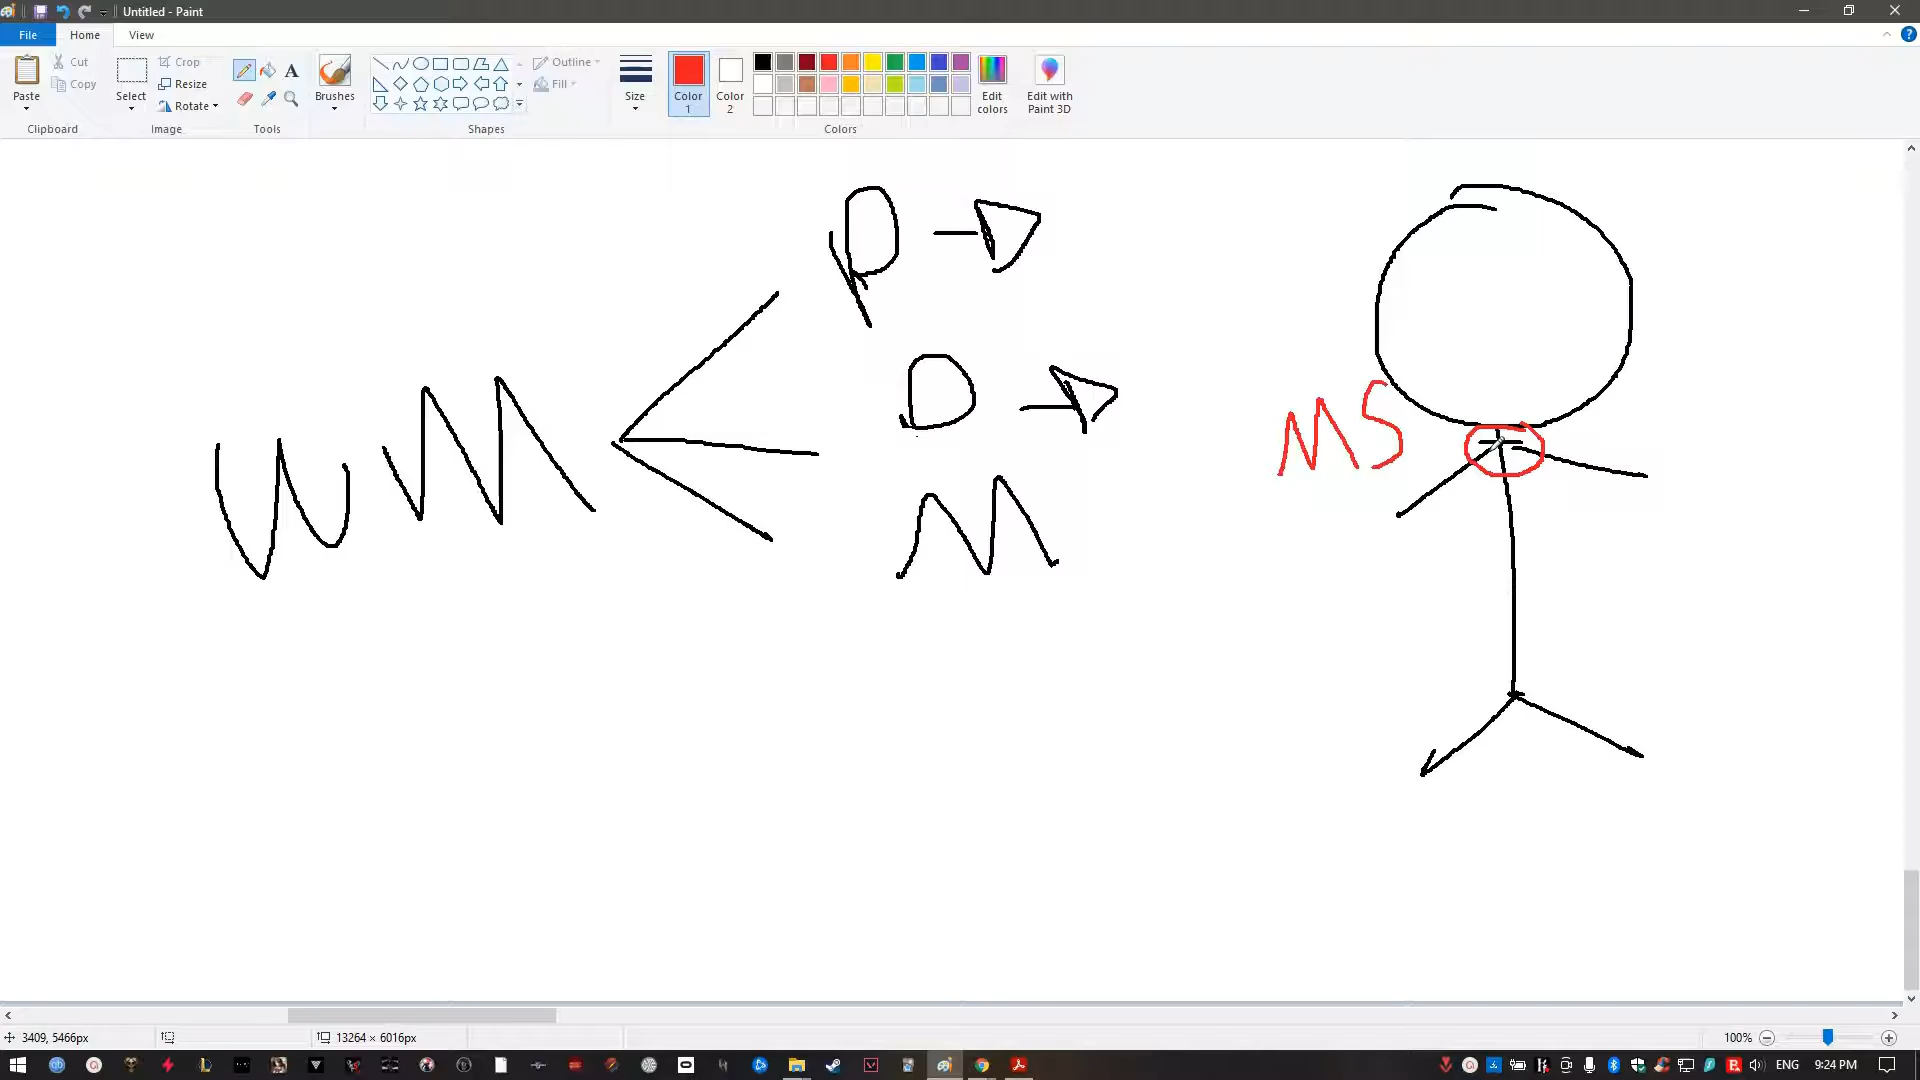 Untitled - Paint
File Home View
Paste Cut Copy Clipboard
Select Crop Resize Rotate Image
Tools
Brushes
Outline Fill Shapes
Size
Color 1
Color 2
Edit colors
Edit with Paint 3D
Colors
P
D
W M
M
MS
3409, 5466px
13264 × 6016px
100%
ENG
9:24 PM